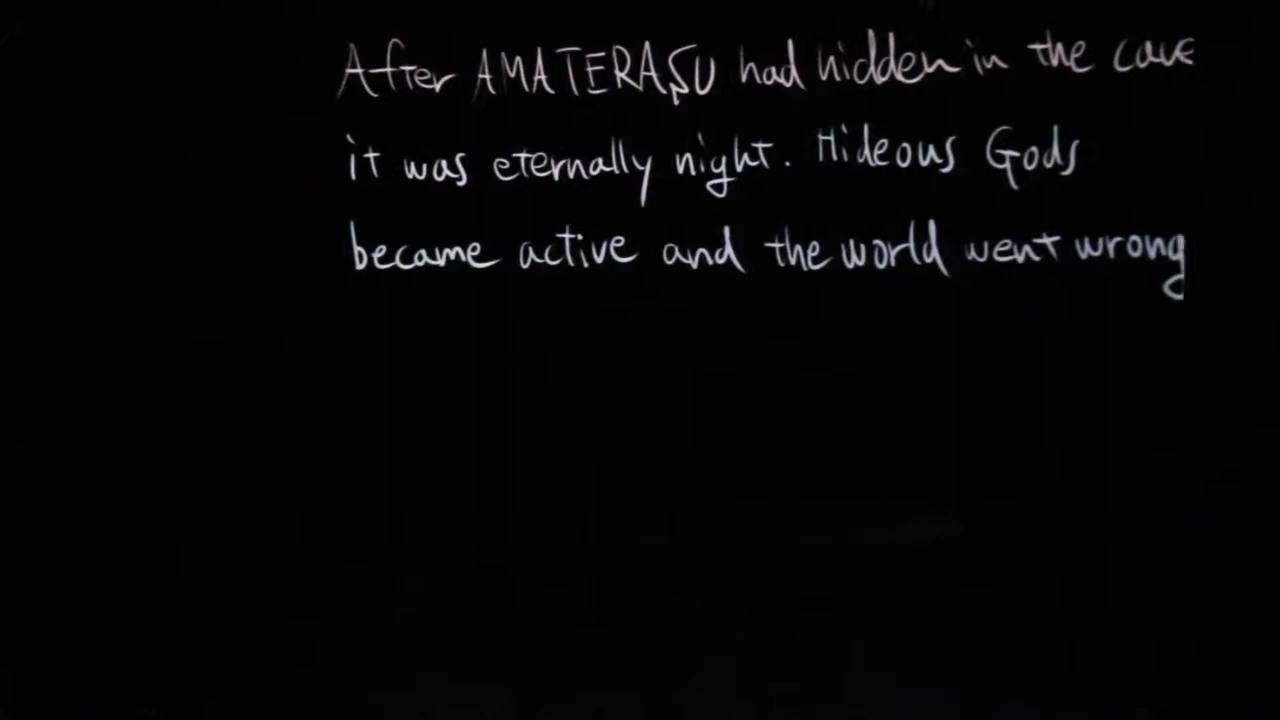 After AMATERASU had hidden in the cave
it was eternally night. Hideous Gods
became active and the world went wrong